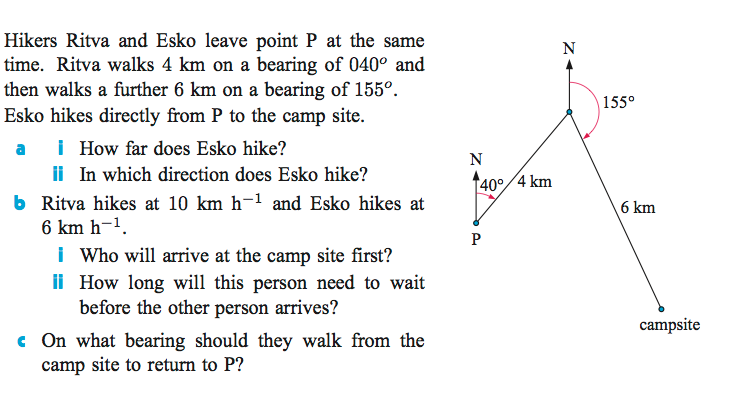 Hikers Ritva and Esko leave point P at the same
time. Ritva walks 4 km on a bearing of 040° and
then walks a further 6 km on a bearing of 155°.
Esko hikes directly from P to the camp site.
a i How far does Esko hike?
ii In which direction does Esko hike?
b Ritva hikes at 10 km h⁻¹ and Esko hikes at
6 km h⁻¹.
i Who will arrive at the camp site first?
ii How long will this person need to wait
before the other person arrives?
c On what bearing should they walk from the
camp site to return to P?
N
155°
N
40° 4 km
6 km
P
campsite